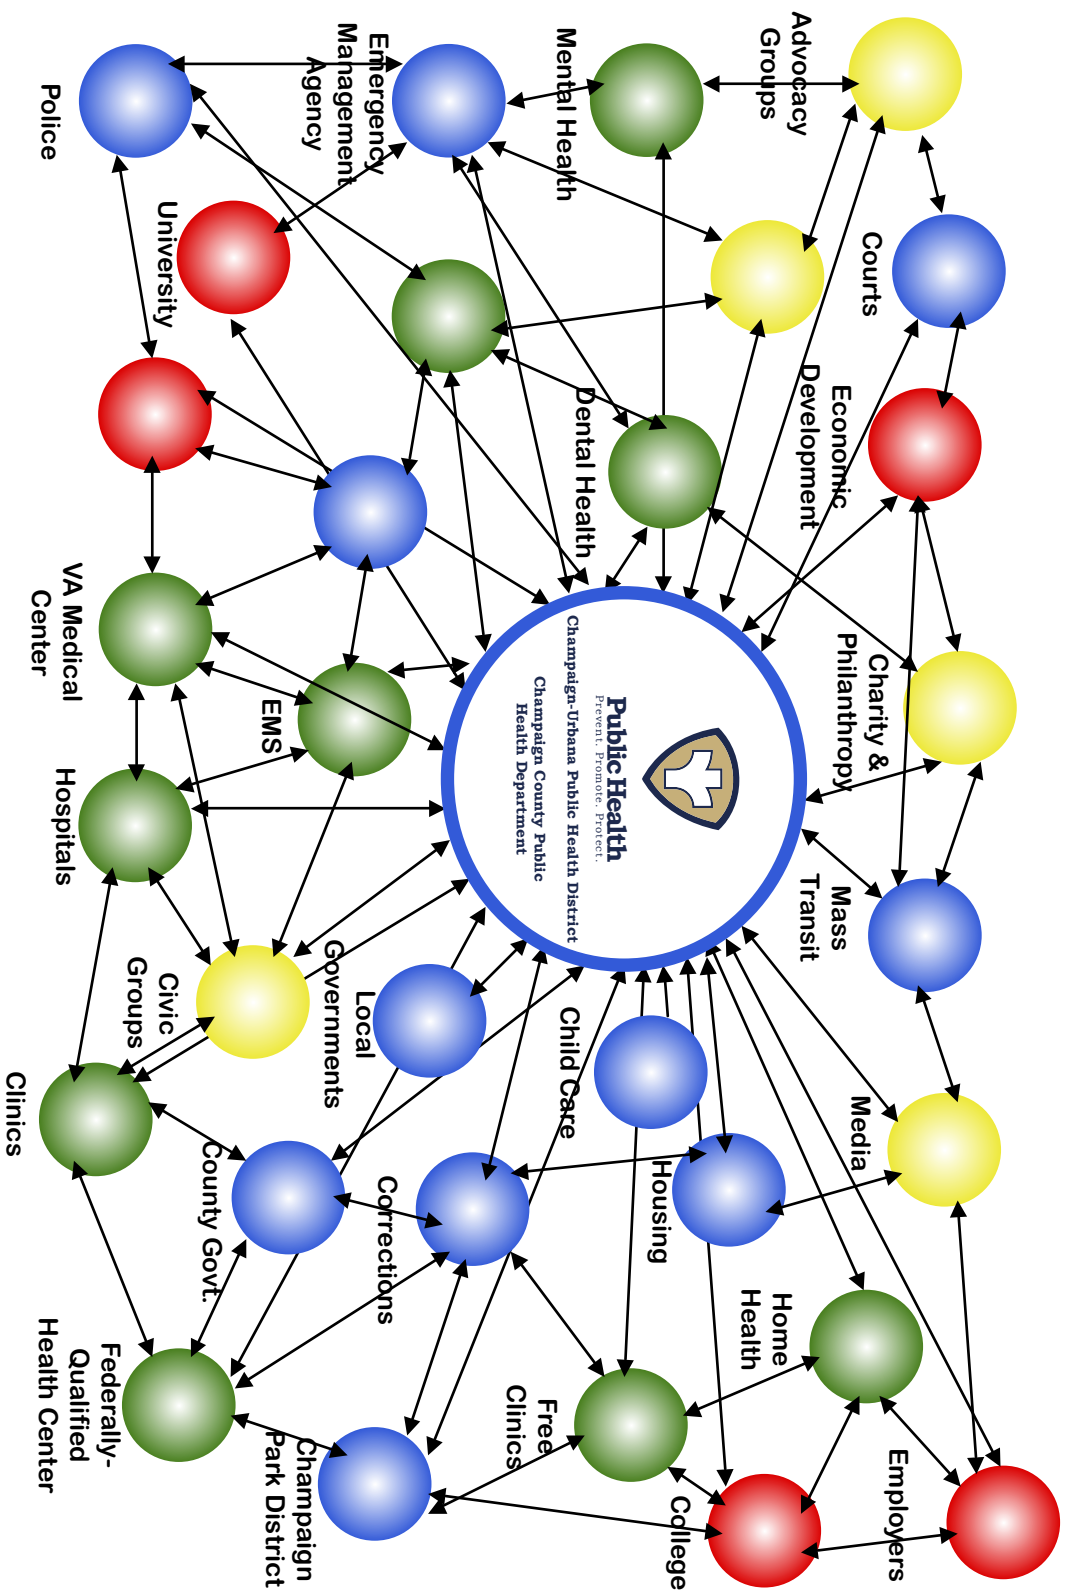 Advocacy
Groups
Courts
Economic
Development
Charity &
Philanthropy
Mass
Transit
Media
Home
Health
Employers
Mental Health
Dental Health
Public Health
Prevent. Promote. Protect.
Champaign-Urbana Public Health District
Champaign County Public
Health Department
Child Care
Housing
Free
Clinics
College
Emergency
Management
Agency
Local
Governments
Corrections
Champaign
Park District
University
EMS
Civic
Groups
County Govt.
Police
VA Medical
Center
Hospitals
Clinics
Federally-
Qualified
Health Center